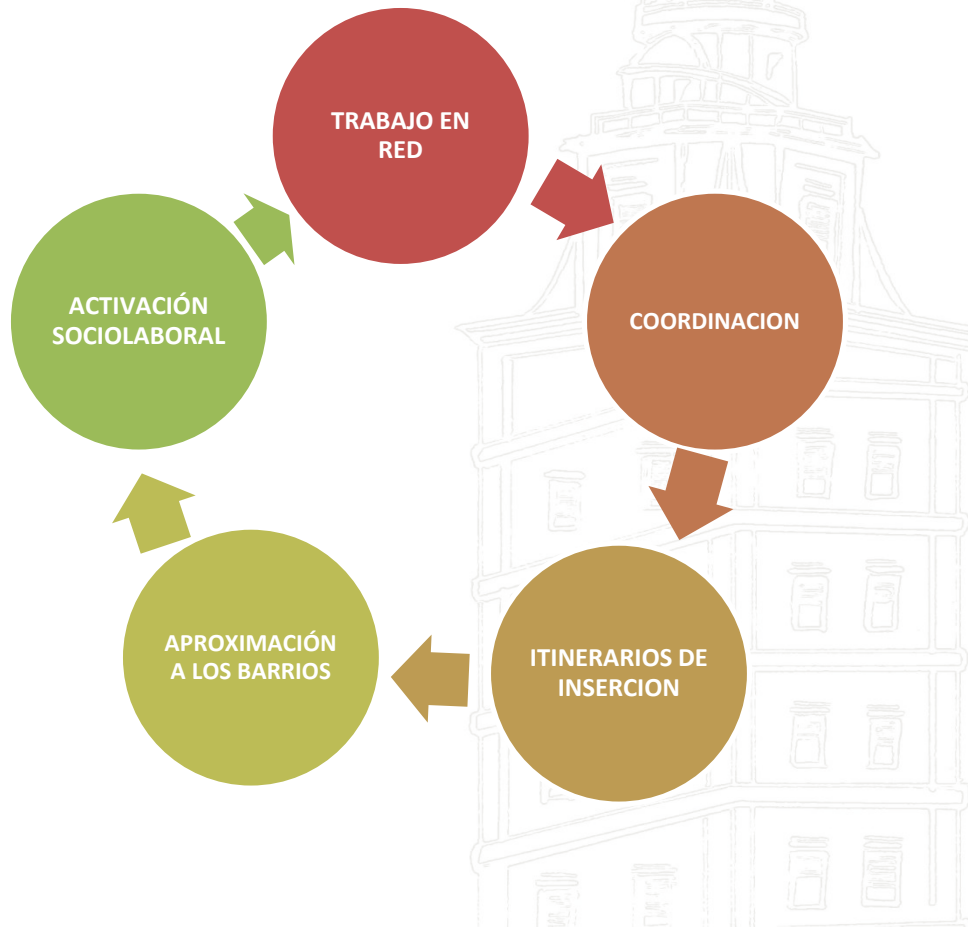 TRABAJO EN
RED
COORDINACION
ITINERARIOS DE
INSERCION
APROXIMACIÓN
A LOS BARRIOS
ACTIVACIÓN
SOCIOLABORAL